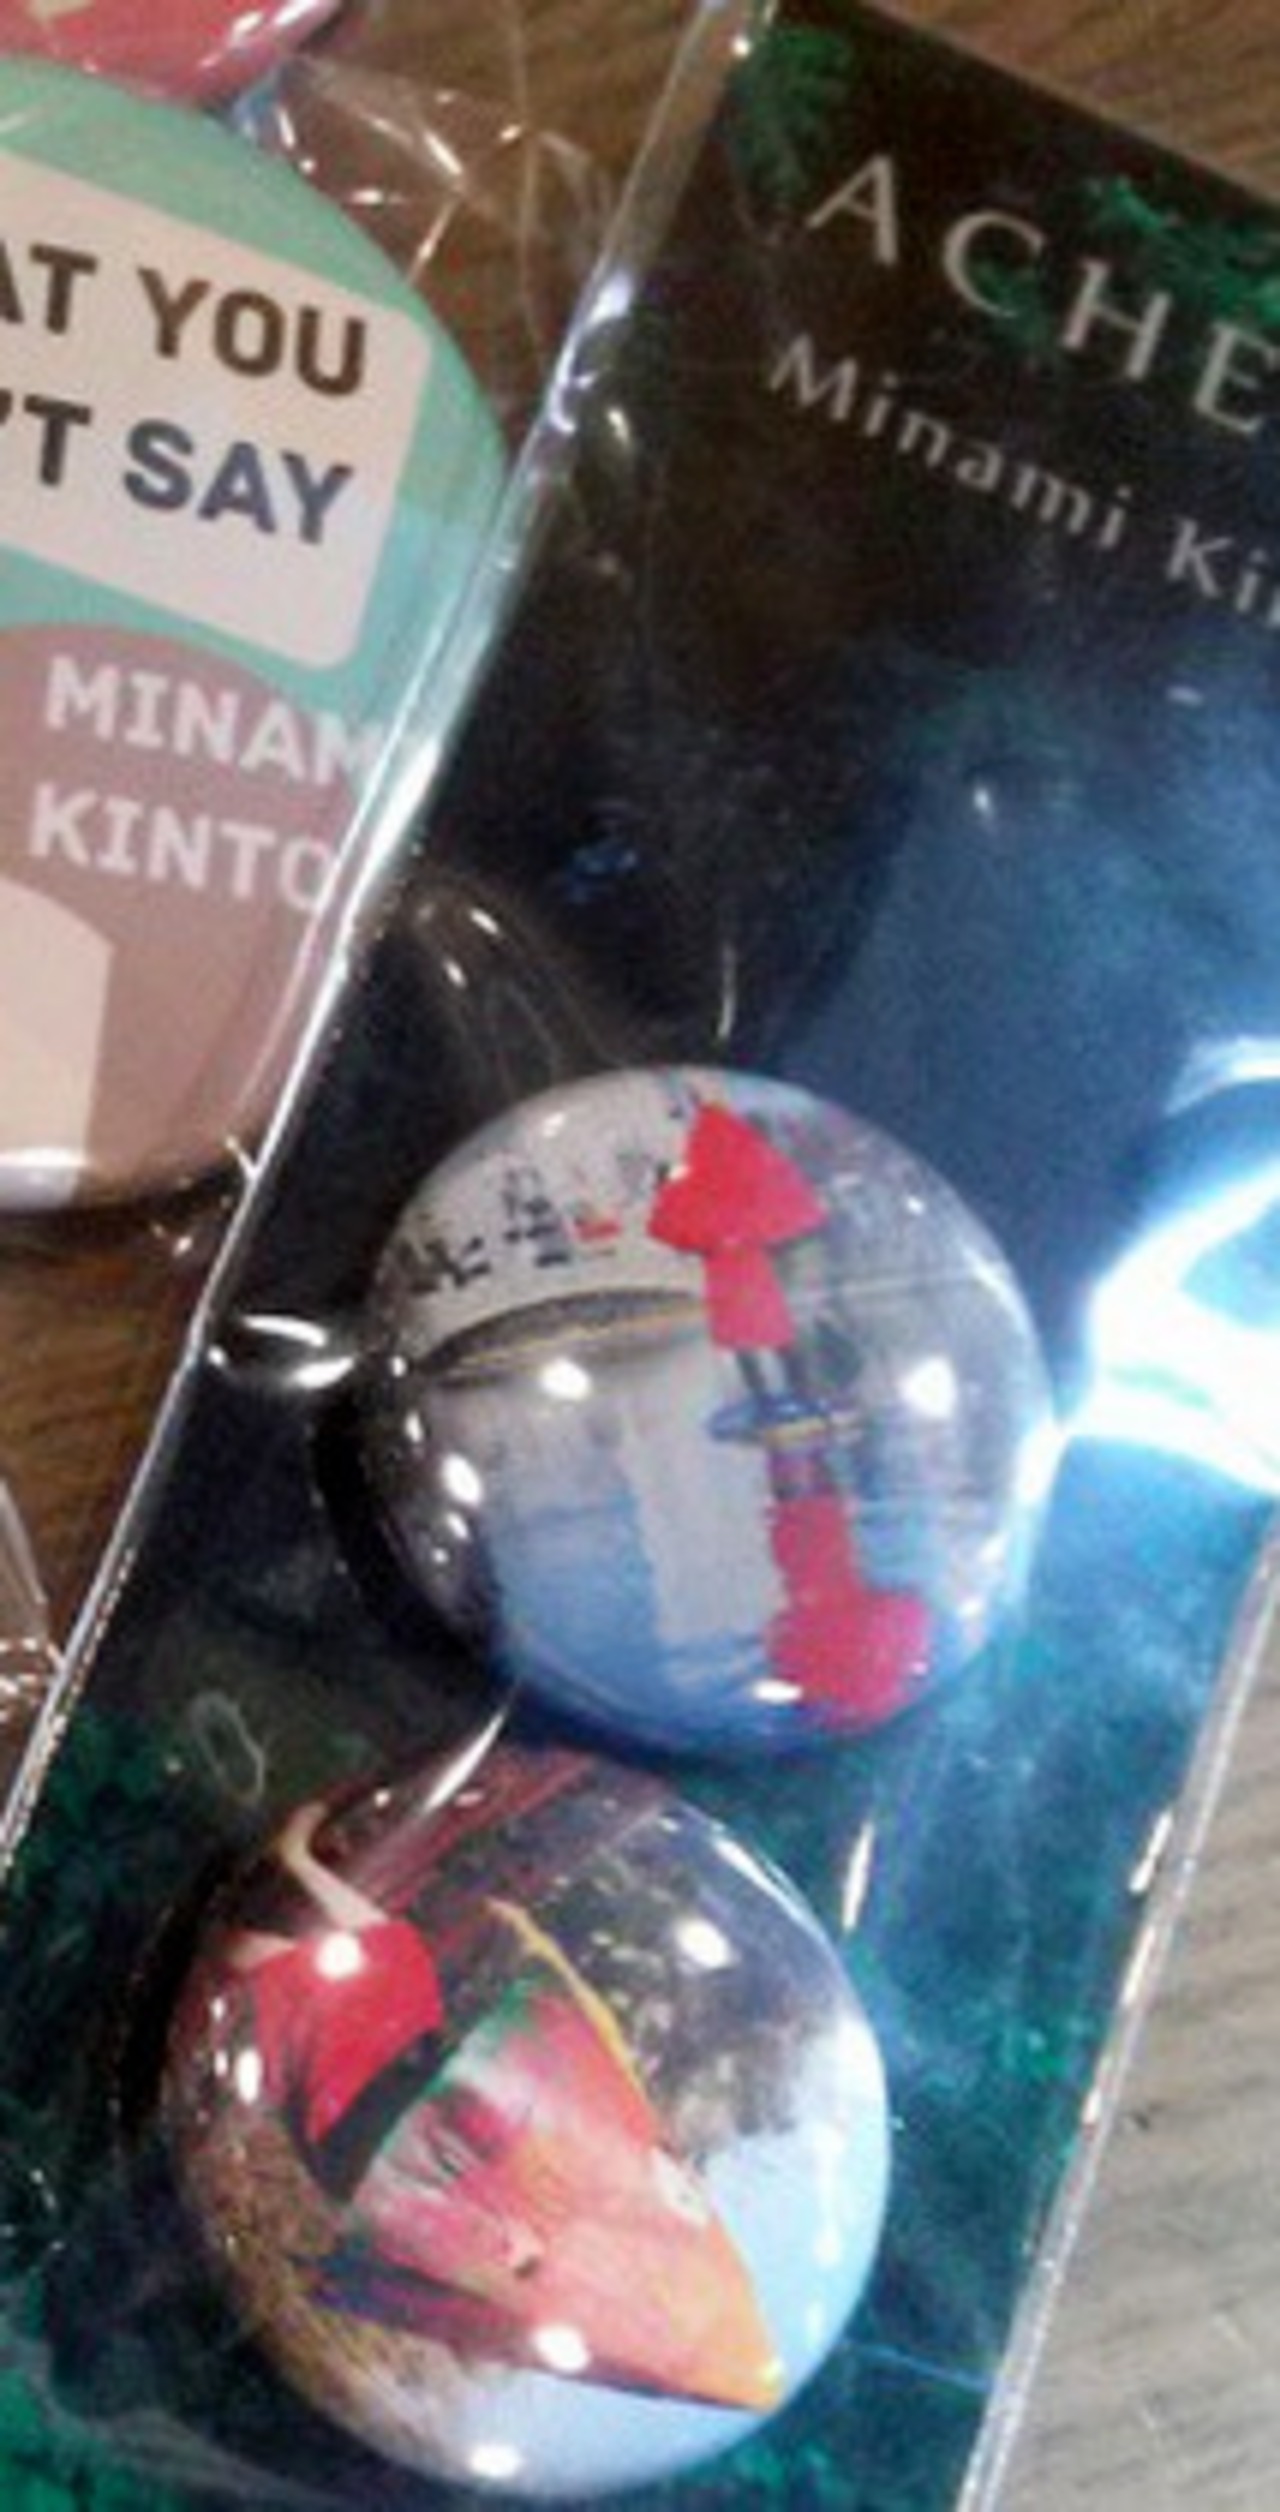 AT YOU
'T SAY
MINAM
KINTO
ACHE
Minami Ki